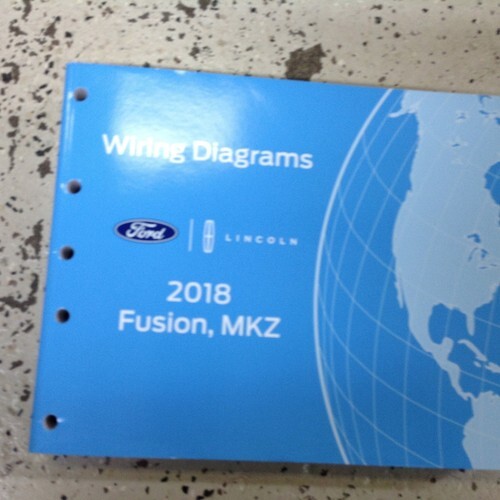 Wiring Diagrams
Ford LINCOLN
2018
Fusion, MKZ